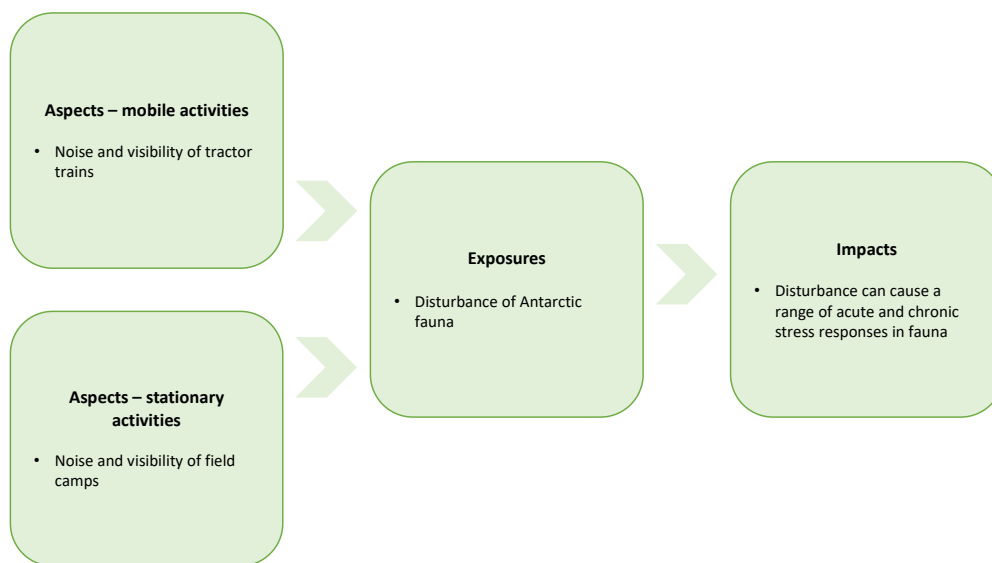 Aspects – mobile activities
• Noise and visibility of tractor
trains
Aspects – stationary
activities
• Noise and visibility of field
camps
Exposures
• Disturbance of Antarctic
fauna
Impacts
• Disturbance can cause a
range of acute and chronic
stress responses in fauna